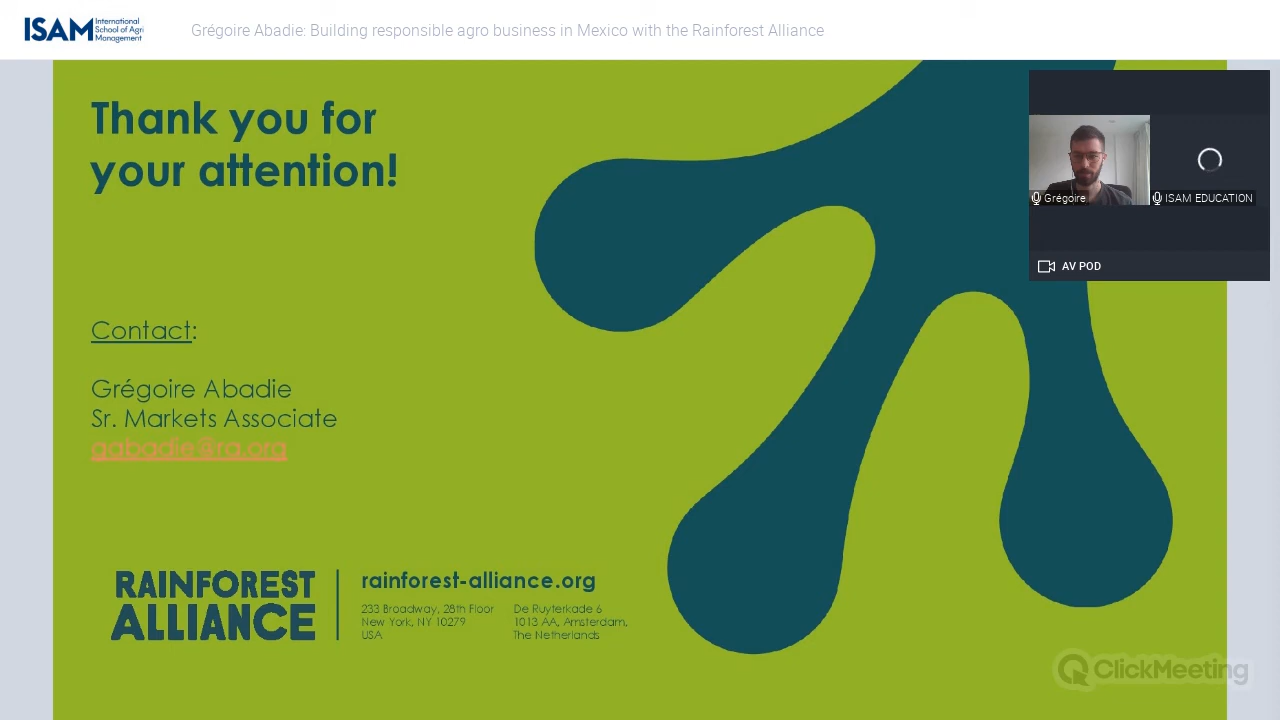 ISAM International
School of Agri
Management
Grégoire Abadie: Building responsible agro business in Mexico with the Rainforest Alliance
Thank you for
your attention!
Grégoire
ISAM EDUCATION
AV POD
Contact:
Grégoire Abadie
Sr. Markets Associate
gabadie@ra.org
RAINFOREST
ALLIANCE
rainforest-alliance.org
233 Broadway, 28th Floor
New York, NY 10279
USA
De Ruyterkade 6
1013 AA, Amsterdam,
The Netherlands
ClickMeeting